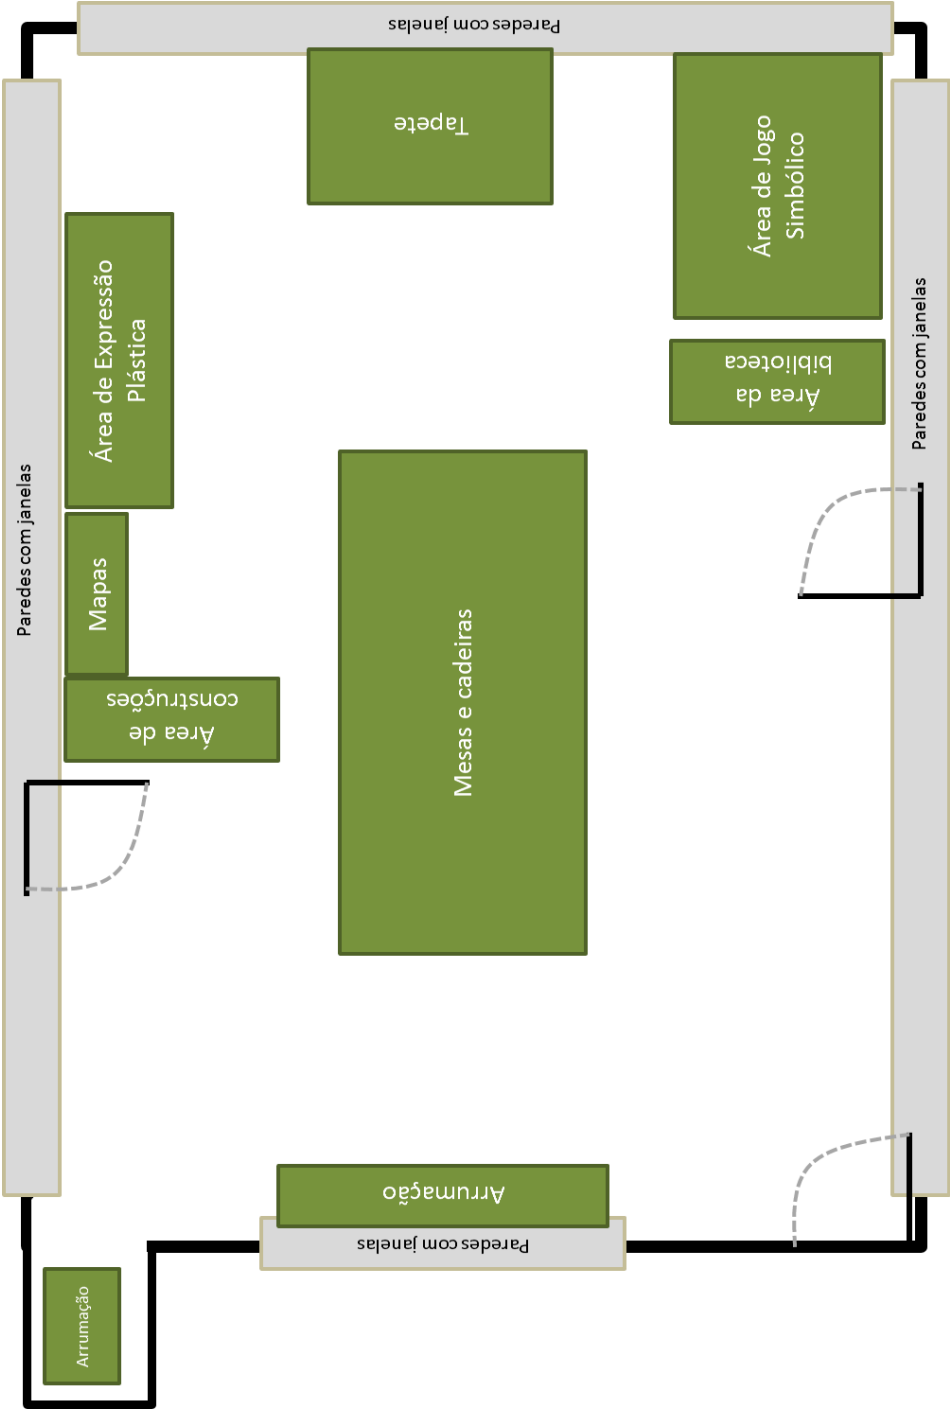 Paredes com janelas
Tapete
Área de Jogo
Simbólico
Área de Expressão
Plástica
Paredes com janelas
Área da
biblioteca
Paredes com janelas
Mapas
Área de
construções
Mesas e cadeiras
Arrumação
Paredes com janelas
Arrumação